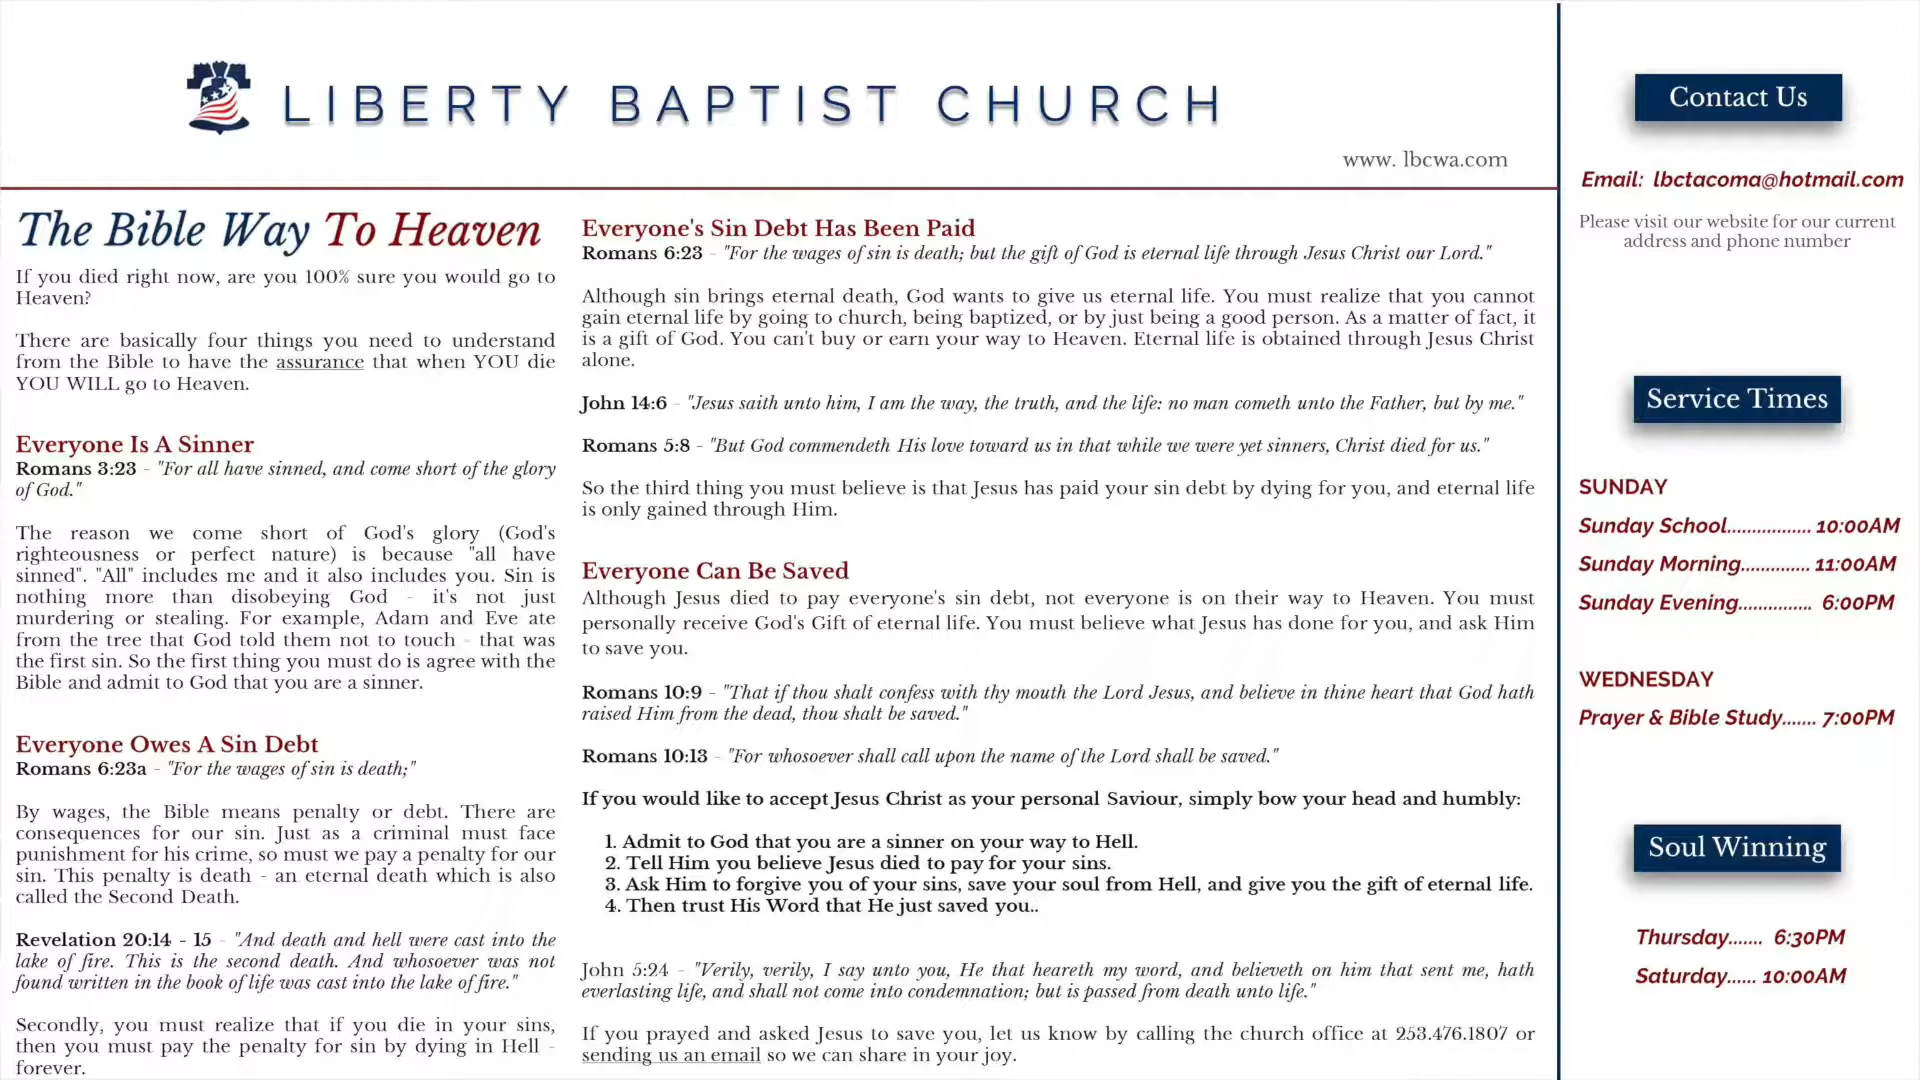 LIBERTY BAPTIST CHURCH
www. lbcwa.com
The Bible Way To Heaven
If you died right now, are you 100% sure you would go to
Heaven?
There are basically four things you need to understand
from the Bible to have the assurance that when YOU die
YOU WILL go to Heaven.
Everyone Is A Sinner
Romans 3:23 - "For all have sinned, and come short of the glory
of God."
The reason we come short of God's glory (God's
righteousness or perfect nature) is because "all have
sinned". "All" includes me and it also includes you. Sin is
nothing more than disobeying God - it's not just
murdering or stealing. For example, Adam and Eve ate
from the tree that God told them not to touch - that was
the first sin. So the first thing you must do is agree with the
Bible and admit to God that you are a sinner.
Everyone Owes A Sin Debt
Romans 6:23a - "For the wages of sin is death;"
By wages, the Bible means penalty or debt. There are
consequences for our sin. Just as a criminal must face
punishment for his crime, so must we pay a penalty for our
sin. This penalty is death - an eternal death which is also
called the Second Death.
Revelation 20:14 - 15 - "And death and hell were cast into the
lake of fire. This is the second death. And whosoever was not
found written in the book of life was cast into the lake of fire."
Secondly, you must realize that if you die in your sins,
then you must pay the penalty for sin by dying in Hell -
forever.
Everyone's Sin Debt Has Been Paid
Romans 6:23 - "For the wages of sin is death; but the gift of God is eternal life through Jesus Christ our Lord."
Although sin brings eternal death, God wants to give us eternal life. You must realize that you cannot
gain eternal life by going to church, being baptized, or by just being a good person. As a matter of fact, it
is a gift of God. You can't buy or earn your way to Heaven. Eternal life is obtained through Jesus Christ
alone.
John 14:6 - "Jesus saith unto him, I am the way, the truth, and the life: no man cometh unto the Father, but by me."
Romans 5:8 - "But God commendeth His love toward us in that while we were yet sinners, Christ died for us."
So the third thing you must believe is that Jesus has paid your sin debt by dying for you, and eternal life
is only gained through Him.
Everyone Can Be Saved
Although Jesus died to pay everyone's sin debt, not everyone is on their way to Heaven. You must
personally receive God's Gift of eternal life. You must believe what Jesus has done for you, and ask Him
to save you.
Romans 10:9 - "That if thou shalt confess with thy mouth the Lord Jesus, and believe in thine heart that God hath
raised Him from the dead, thou shalt be saved."
Romans 10:13 - "For whosoever shall call upon the name of the Lord shall be saved."
If you would like to accept Jesus Christ as your personal Saviour, simply bow your head and humbly:
1. Admit to God that you are a sinner on your way to Hell.
2. Tell Him you believe Jesus died to pay for your sins.
3. Ask Him to forgive you of your sins, save your soul from Hell, and give you the gift of eternal life.
4. Then trust His Word that He just saved you..
John 5:24 - "Verily, verily, I say unto you, He that heareth my word, and believeth on him that sent me, hath
everlasting life, and shall not come into condemnation; but is passed from death unto life."
If you prayed and asked Jesus to save you, let us know by calling the church office at 253.476.1807 or
sending us an email so we can share in your joy.
Contact Us
Email: lbctacoma@hotmail.com
Please visit our website for our current
address and phone number
Service Times
SUNDAY
Sunday School................ 10:00AM
Sunday Morning............. 11:00AM
Sunday Evening.............. 6:00PM
WEDNESDAY
Prayer & Bible Study....... 7:00PM
Soul Winning
Thursday....... 6:30PM
Saturday...... 10:00AM